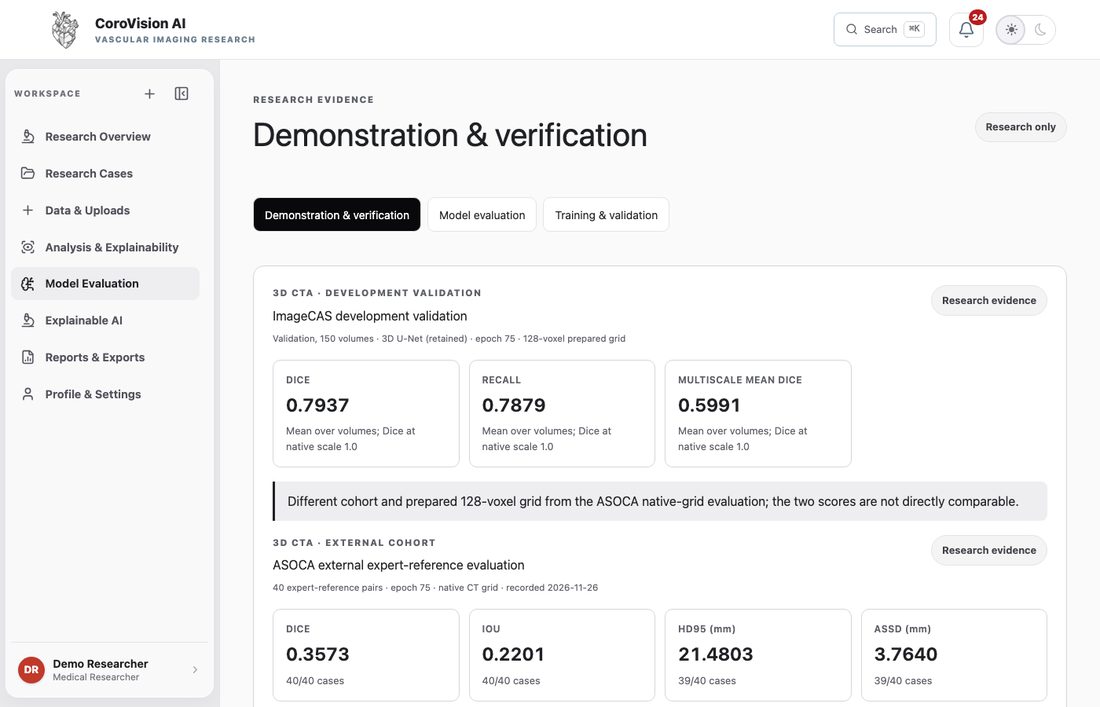 CoroVision AI
VASCULAR IMAGING RESEARCH
Search ⌘K
24
WORKSPACE
Research Overview
Research Cases
Data & Uploads
Analysis & Explainability
Model Evaluation
Explainable AI
Reports & Exports
Profile & Settings
DR
Demo Researcher
Medical Researcher
RESEARCH EVIDENCE
Demonstration & verification
Research only
Demonstration & verification
Model evaluation
Training & validation
3D CTA · DEVELOPMENT VALIDATION
Research evidence
ImageCAS development validation
Validation, 150 volumes · 3D U-Net (retained) · epoch 75 · 128-voxel prepared grid
DICE
0.7937
Mean over volumes; Dice at
native scale 1.0
RECALL
0.7879
Mean over volumes; Dice at
native scale 1.0
MULTISCALE MEAN DICE
0.5991
Mean over volumes; Dice at
native scale 1.0
Different cohort and prepared 128-voxel grid from the ASOCA native-grid evaluation; the two scores are not directly comparable.
3D CTA · EXTERNAL COHORT
Research evidence
ASOCA external expert-reference evaluation
40 expert-reference pairs · epoch 75 · native CT grid · recorded 2026-11-26
DICE
0.3573
40/40 cases
IOU
0.2201
40/40 cases
HD95 (mm)
21.4803
39/40 cases
ASSD (mm)
3.7640
39/40 cases